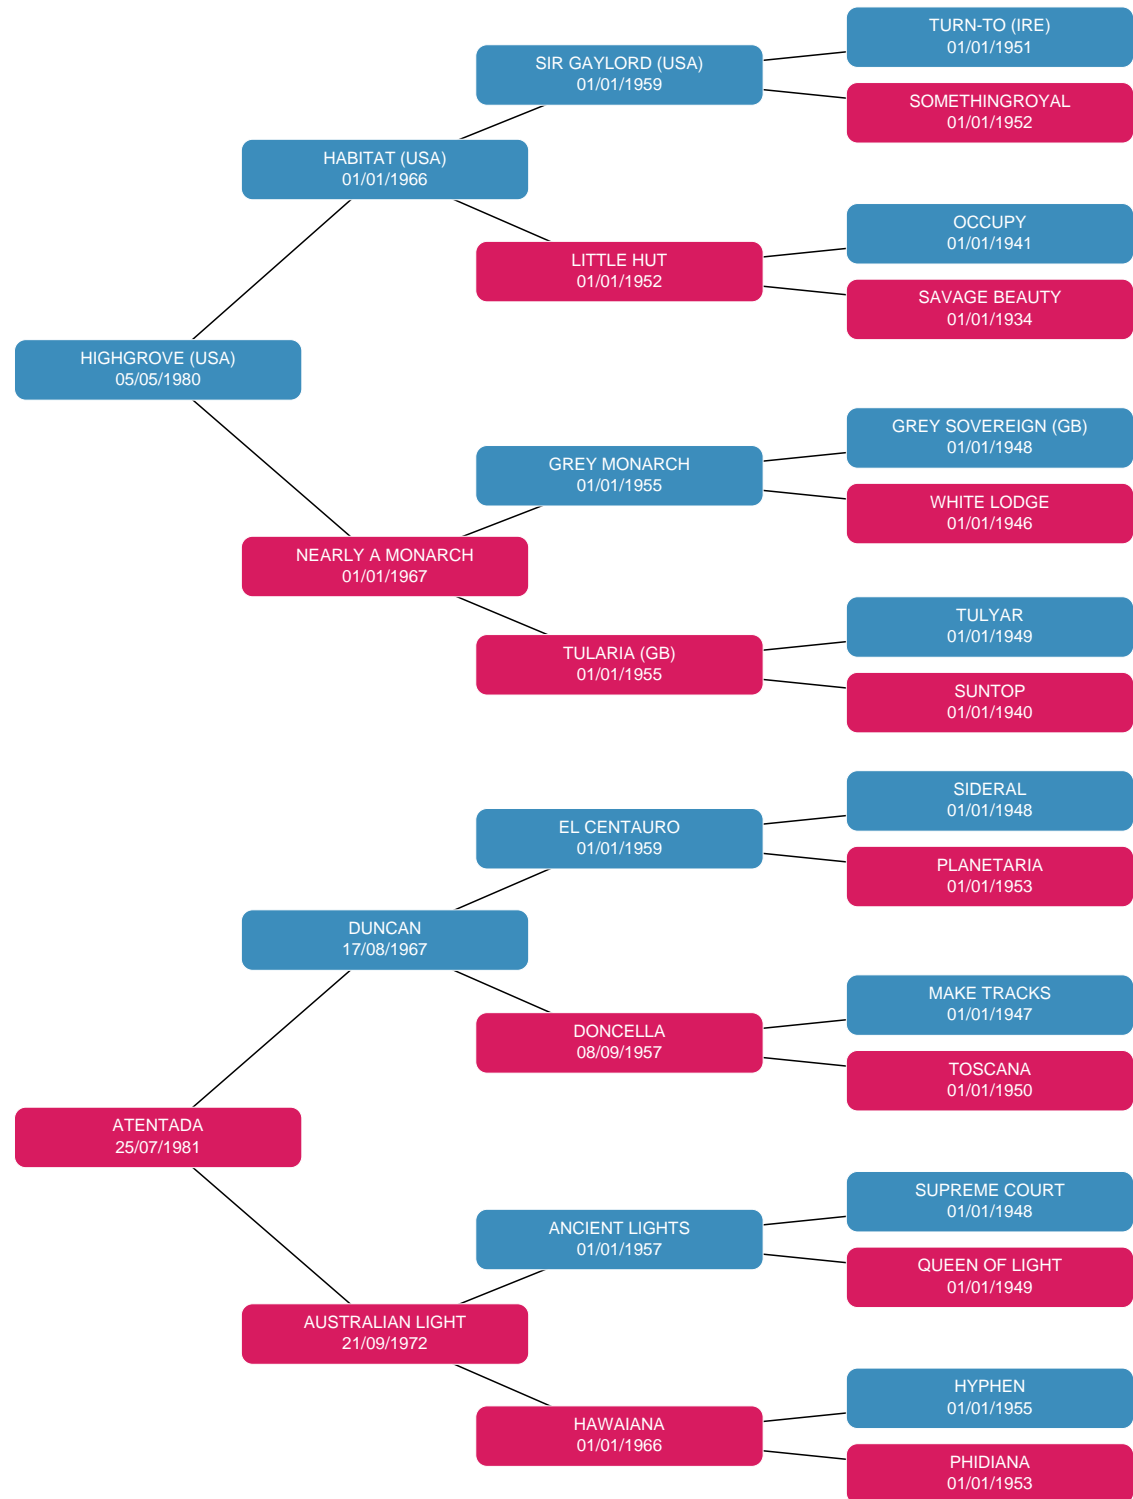 TURN-TO (IRE)
01/01/1951
SIR GAYLORD (USA)
01/01/1959
SOMETHINGROYAL
01/01/1952
HABITAT (USA)
01/01/1966
OCCUPY
01/01/1941
LITTLE HUT
01/01/1952
SAVAGE BEAUTY
01/01/1934
HIGHGROVE (USA)
05/05/1980
GREY SOVEREIGN (GB)
01/01/1948
GREY MONARCH
01/01/1955
WHITE LODGE
01/01/1946
NEARLY A MONARCH
01/01/1967
TULYAR
01/01/1949
TULARIA (GB)
01/01/1955
SUNTOP
01/01/1940
SIDERAL
01/01/1948
EL CENTAURO
01/01/1959
PLANETARIA
01/01/1953
DUNCAN
17/08/1967
MAKE TRACKS
01/01/1947
DONCELLA
08/09/1957
TOSCANA
01/01/1950
ATENTADA
25/07/1981
SUPREME COURT
01/01/1948
ANCIENT LIGHTS
01/01/1957
QUEEN OF LIGHT
01/01/1949
AUSTRALIAN LIGHT
21/09/1972
HYPHEN
01/01/1955
HAWAIANA
01/01/1966
PHIDIANA
01/01/1953